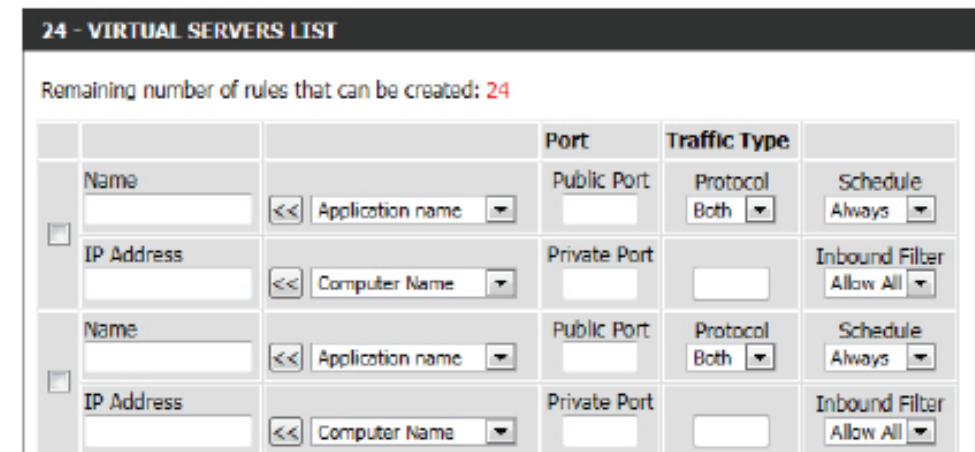 24 - VIRTUAL SERVERS LIST
Remaining number of rules that can be created: 24
Port Traffic Type
Name Public Port Protocol Schedule
<< Application name Both Always
IP Address Private Port Inbound Filter
<< Computer Name Allow All
Name Public Port Protocol Schedule
<< Application name Both Always
IP Address Private Port Inbound Filter
<< Computer Name Allow All